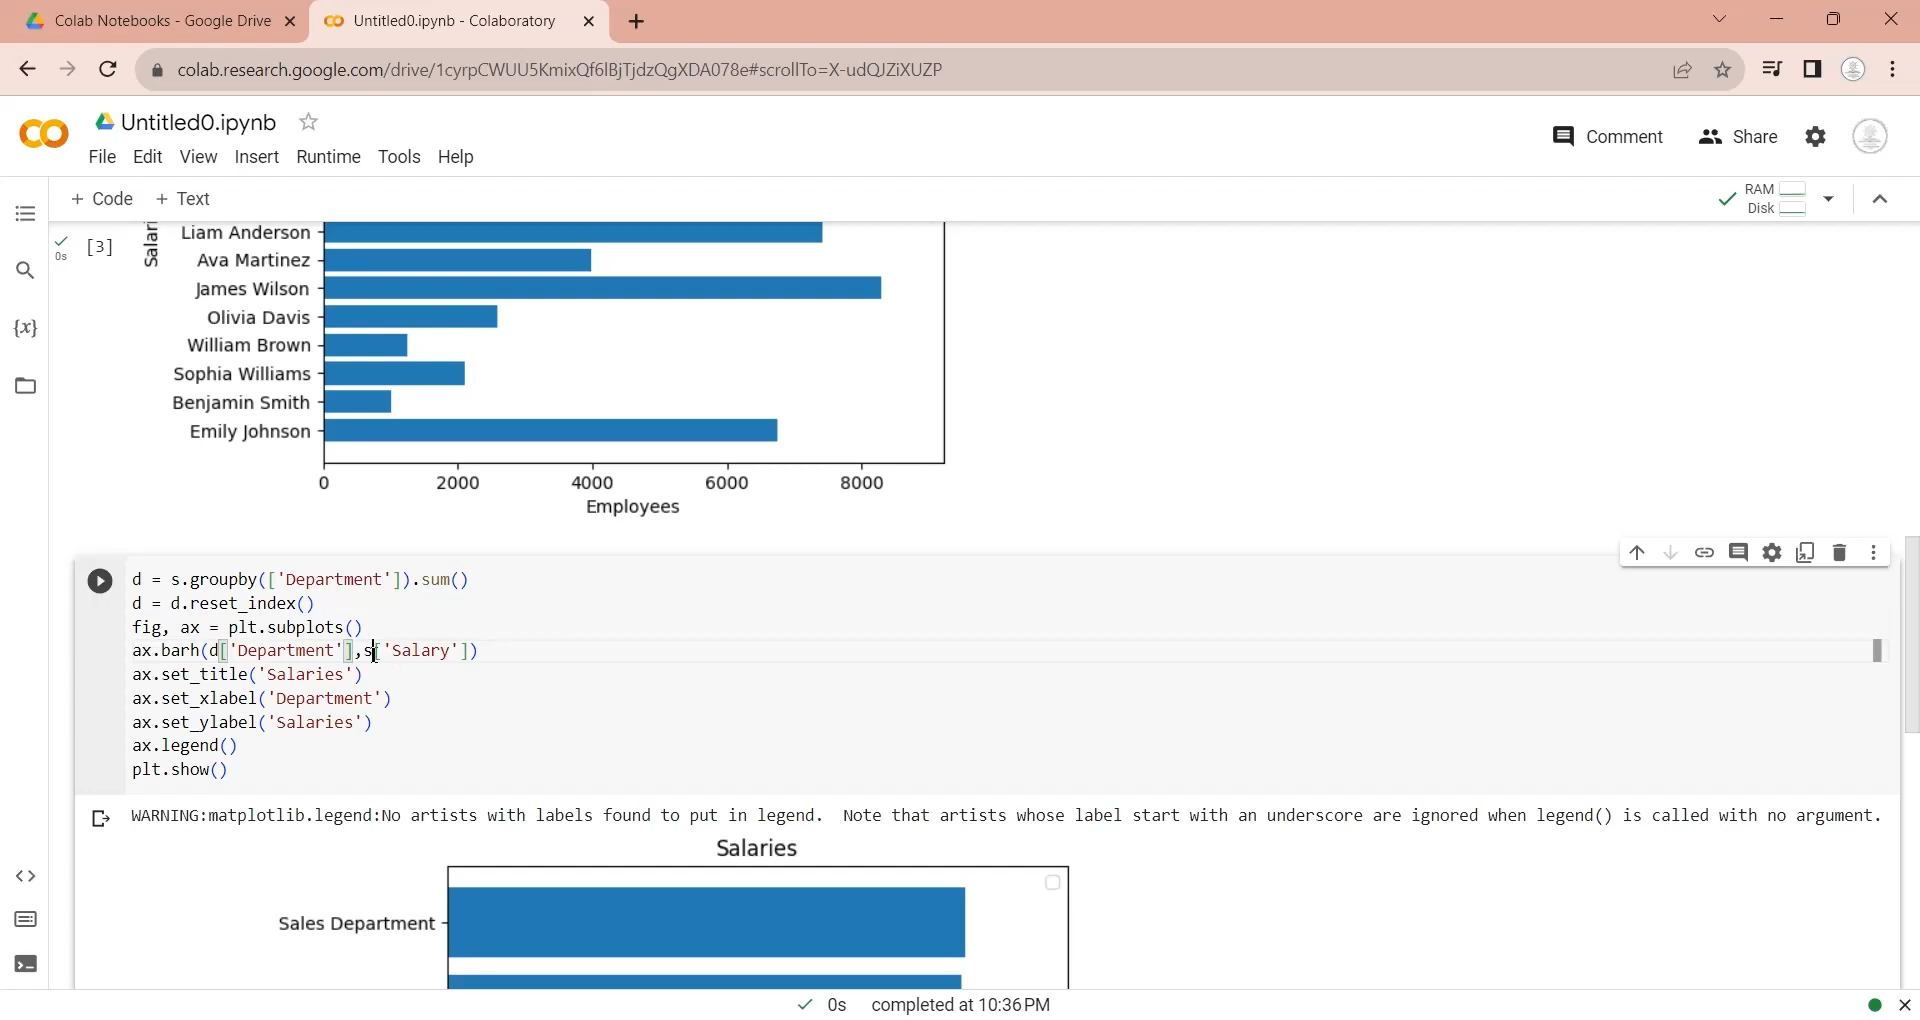 Colab Notebooks - Google Drive
Untitled0.ipynb - Colaboratory
colab.research.google.com/drive/1cyrpCWUU5KmixQf6lBjTjdzQgXDA078e#scrollTo=X-udQJZiXUZP
Untitled0.ipynb
Comment
Share
File Edit View Insert Runtime Tools Help
+ Code + Text
RAM
Disk
[3]
0s
Salari
Liam Anderson
Ava Martinez
James Wilson
Olivia Davis
William Brown
Sophia Williams
Benjamin Smith
Emily Johnson
0 2000 4000 6000 8000
Employees
{x}
d = s.groupby(['Department']).sum()
d = d.reset_index()
fig, ax = plt.subplots()
ax.barh(d['Department'],s['Salary'])
ax.set_title('Salaries')
ax.set_xlabel('Department')
ax.set_ylabel('Salaries')
ax.legend()
plt.show()
WARNING:matplotlib.legend:No artists with labels found to put in legend.  Note that artists whose label start with an underscore are ignored when legend() is called with no argument.
Salaries
Sales Department
0s completed at 10:36 PM